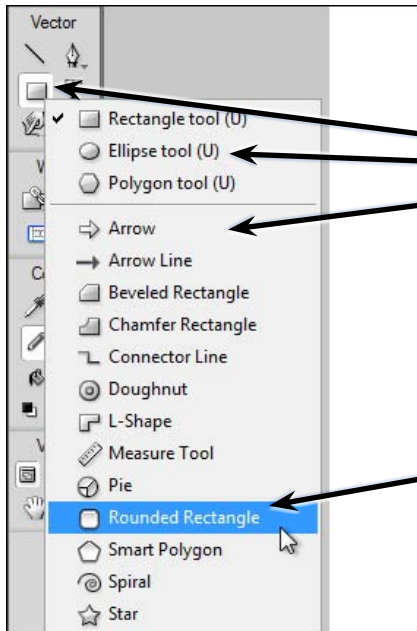 Vector
Rectangle tool (U)
Ellipse tool (U)
Polygon tool (U)
Arrow
Arrow Line
Beveled Rectangle
Chamfer Rectangle
Connector Line
Doughnut
L-Shape
Measure Tool
Pie
Rounded Rectangle
Smart Polygon
Spiral
Star